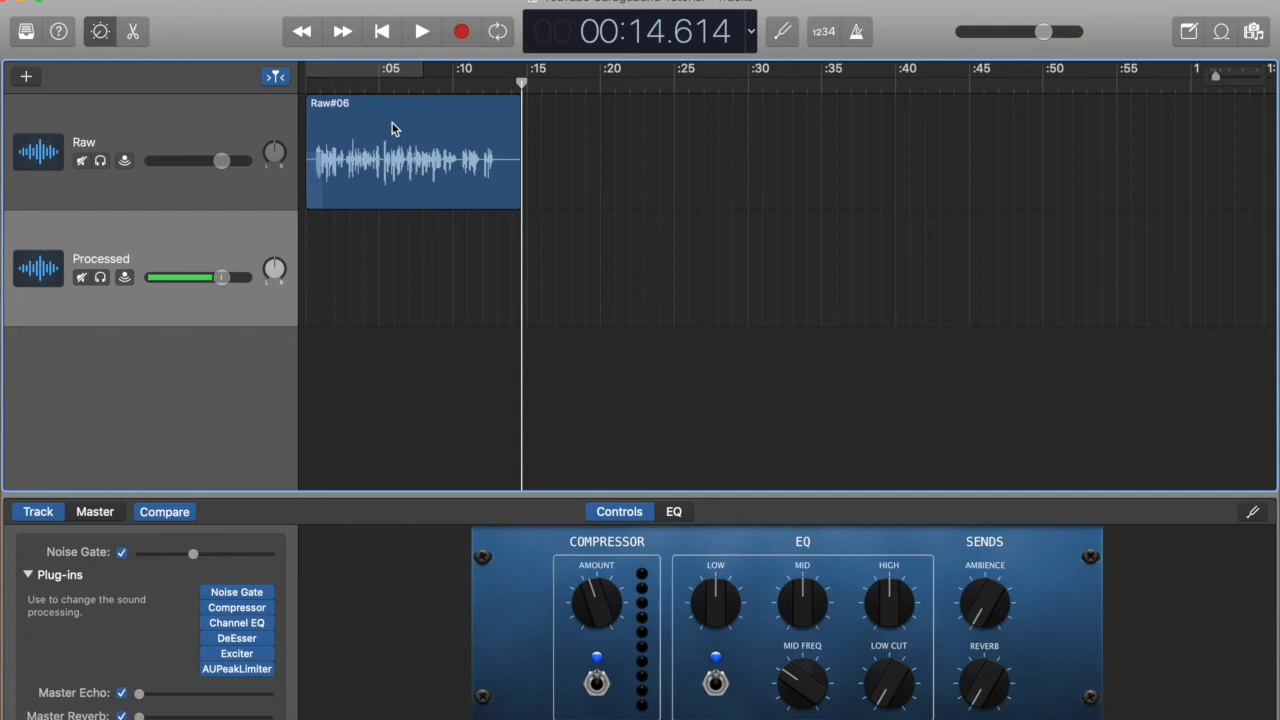 00:14.614
1234
:05 :10 :15 :20 :25 :30 :35 :40 :45 :50 :55
Raw#06
Raw
L R
Processed
L R
Track Master Compare
Controls EQ
Noise Gate:
Plug-ins
Use to change the sound
processing.
Noise Gate
Compressor
Channel EQ
DeEsser
Exciter
AUPeakLimiter
Master Echo:
Master Reverb:
COMPRESSOR
AMOUNT
EQ
LOW MID HIGH
MID FREQ LOW CUT
SENDS
AMBIENCE
REVERB